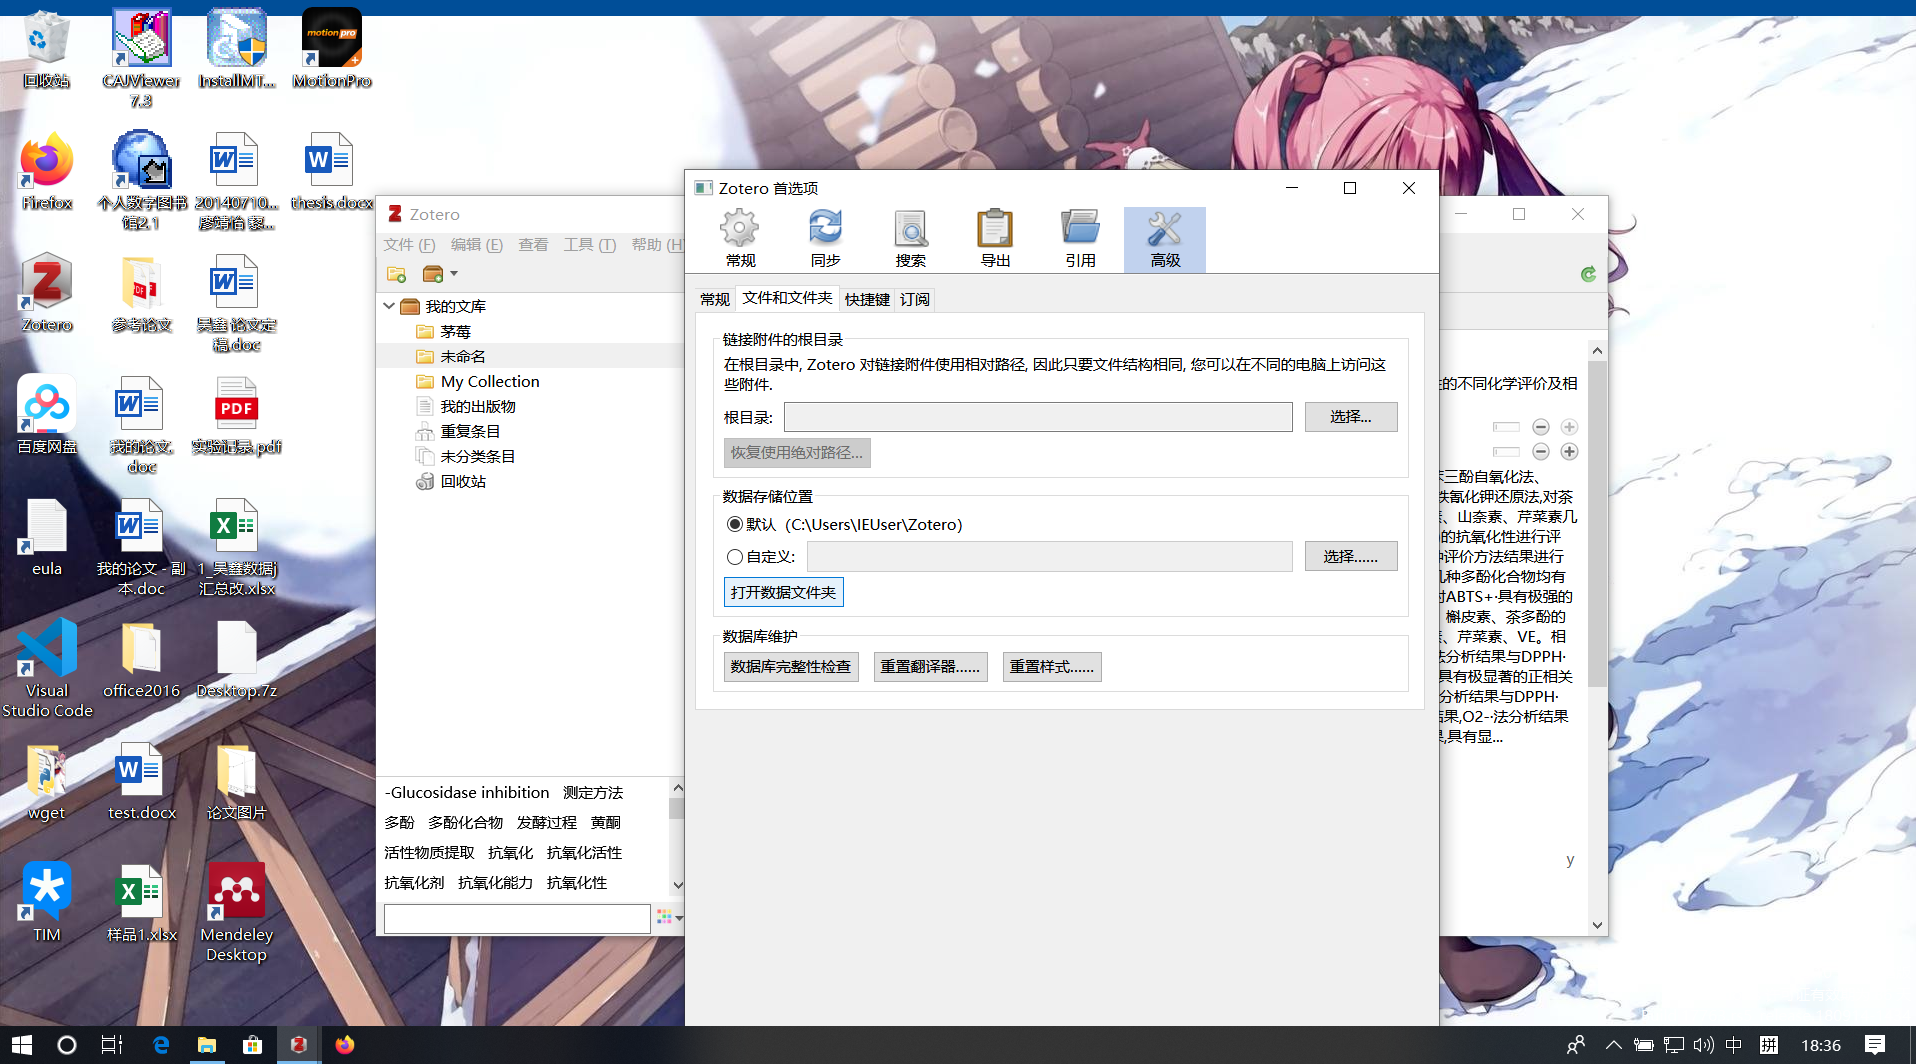 回收站
CAJViewer 7.3
InstallMT...
MotionPro
motion pro
Firefox
个人数字图书馆2.1
20140710...
廖婧怡 蓼...
thesis.docx
Zotero
参考论文
昊鑫 论文定稿.doc
百度网盘
我的论文.doc
PDF
实验记录.pdf
eula
我的论文 - 副本.doc
1_昊鑫数据j汇总改.xlsx
Visual Studio Code
office2016
Desktop.7z
wget
test.docx
论文图片
TIM
样品1.xlsx
Mendeley Desktop
Zotero
文件 (F) 编辑 (E) 查看 工具 (T) 帮助 (H
我的文库
茅莓
未命名
My Collection
我的出版物
重复条目
未分类条目
回收站
-Glucosidase inhibition 测定方法
多酚 多酚化合物 发酵过程 黄酮
活性物质提取 抗氧化 抗氧化活性
抗氧化剂 抗氧化能力 抗氧化性
Zotero 首选项
常规 同步 搜索 导出 引用 高级
常规 文件和文件夹 快捷键 订阅
链接附件的根目录
在根目录中, Zotero 对链接附件使用相对路径, 因此只要文件结构相同, 您可以在不同的电脑上访问这
些附件.
根目录: 选择...
恢复使用绝对路径...
数据存储位置
默认（C:\Users\IEUser\Zotero）
自定义: 选择......
打开数据文件夹
数据库维护
数据库完整性检查 重置翻译器...... 重置样式......
的不同化学评价及相
三酚自氧化法、
铁氰化钾还原法,对茶
、山奈素、芹菜素几
的抗氧化性进行评
评价方法结果进行
几种多酚化合物均有
对ABTS+·具有极强的
槲皮素、茶多酚的
、芹菜素、VE。相
法分析结果与DPPH·
具有极显著的正相关
分析结果与DPPH·
果,O2-·法分析结果
,具有显...
y
中 拼 18:36